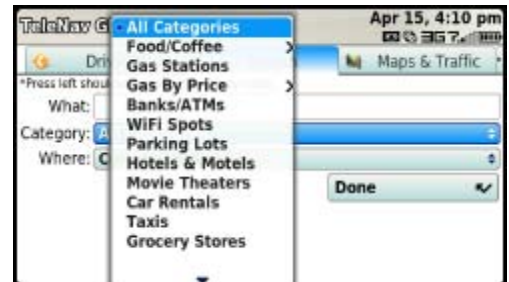 TeleNav G
Apr 15, 4:10 pm
Dri
Maps & Traffic
*Press left shoul
What:
Category: A
Where: C
All Categories
Food/Coffee
Gas Stations
Gas By Price
Banks/ATMs
WiFi Spots
Parking Lots
Hotels & Motels
Movie Theaters
Car Rentals
Taxis
Grocery Stores
Done